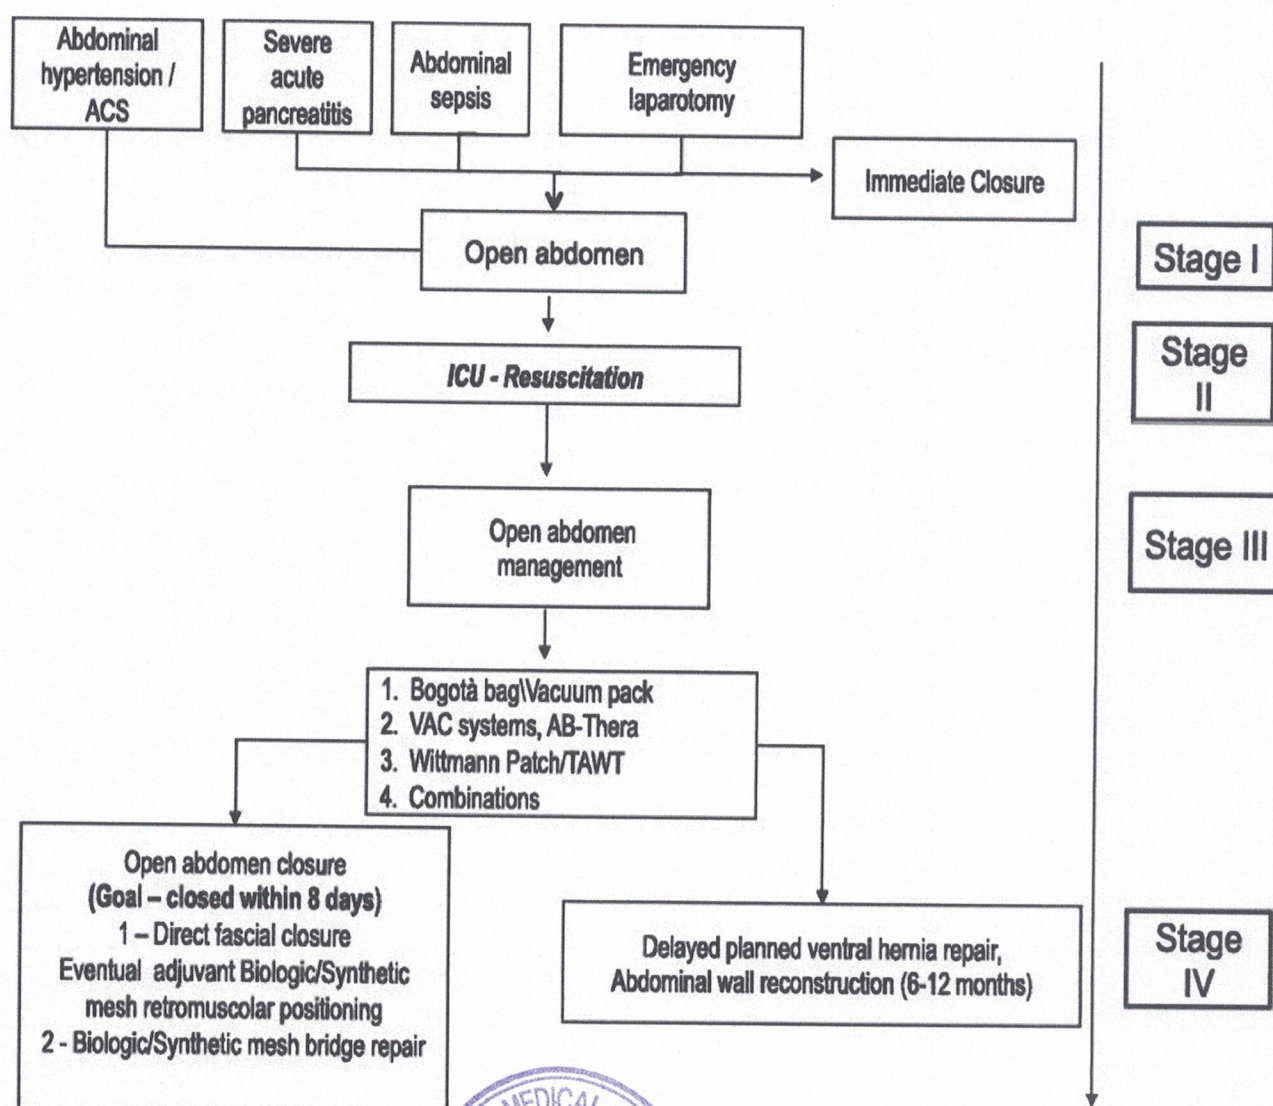 Abdominal
hypertension /
ACS
Severe
acute
pancreatitis
Abdominal
sepsis
Emergency
laparotomy
Immediate Closure
Open abdomen
Stage I
ICU - Resuscitation
Stage
II
Open abdomen
management
Stage III
1. Bogotà bag\Vacuum pack
2. VAC systems, AB-Thera
3. Wittmann Patch/TAWT
4. Combinations
Open abdomen closure
(Goal – closed within 8 days)
1 – Direct fascial closure
Eventual adjuvant Biologic/Synthetic
mesh retromuscolar positioning
2 - Biologic/Synthetic mesh bridge repair
Delayed planned ventral hernia repair,
Abdominal wall reconstruction (6-12 months)
Stage
IV
MEDICAL